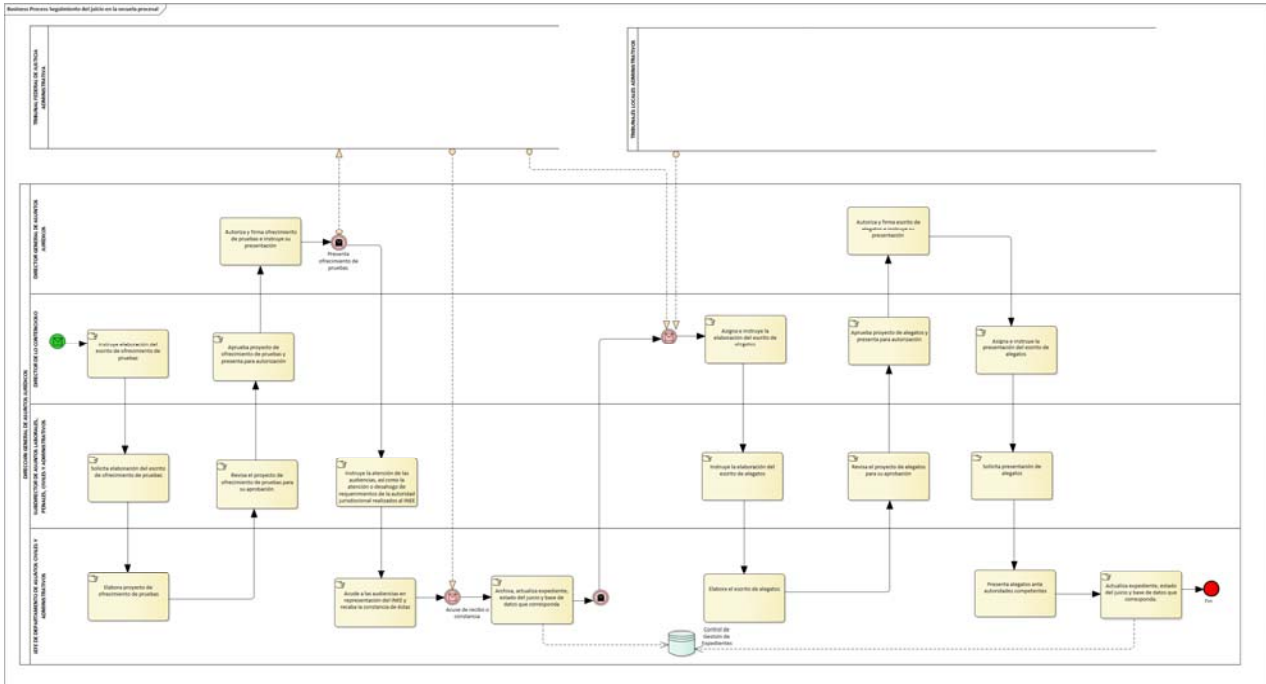 Business Process Seguimiento del juicio en la secuela procesal
TRIBUNAL FEDERAL DE JUSTICIA
ADMINISTRATIVA
TRIBUNALES LOCALES ADMINISTRATIVOS
DIRECCIÓN GENERAL DE ASUNTOS JURÍDICOS
DIRECTOR GENERAL DE ASUNTOS
JURÍDICOS
Autoriza y firma ofrecimiento
de pruebas e instruye su
presentación
Presenta
ofrecimiento de
pruebas
Autoriza y firma escrito de
alegatos e instruye su
presentación
DIRECTOR DE LO CONTENCIOSO
Instruye elaboración del
escrito de ofrecimiento de
pruebas
Aprueba proyecto de
ofrecimiento de pruebas y
presenta para autorización
Asigna e instruye la
elaboración del escrito de
alegatos
Aprueba proyecto de alegatos y
presenta para autorización
Asigna e instruye la
presentación del escrito de
alegatos
SUBDIRECTOR DE ASUNTOS LABORALES,
PENALES, CIVILES Y ADMINISTRATIVOS
Solicita elaboración del escrito
de ofrecimiento de pruebas
Revisa el proyecto de
ofrecimiento de pruebas para
su aprobación
Instruye la atención de las
audiencias, así como la
atención o desahogo de
requerimientos de la autoridad
jurisdiccional realizados al INEE
Instruye la elaboración del
escrito de alegatos
Revisa el proyecto de alegatos
para su aprobación
Solicita presentación de
alegatos
JEFE DE DEPARTAMENTO DE ASUNTOS CIVILES Y
ADMINISTRATIVOS
Elabora proyecto de
ofrecimiento de pruebas
Acude a las audiencias en
representación del INEE y
recaba la constancia de éstas
Acuse de recibo o
constancia
Archiva, actualiza expediente,
estado del juicio y base de
datos que corresponda
Control de
Gestión de
Expedientes
Elabora el escrito de alegatos
Presenta alegatos ante
autoridades competentes
Actualiza expediente, estado
del juicio y base de datos que
corresponda.
Fin